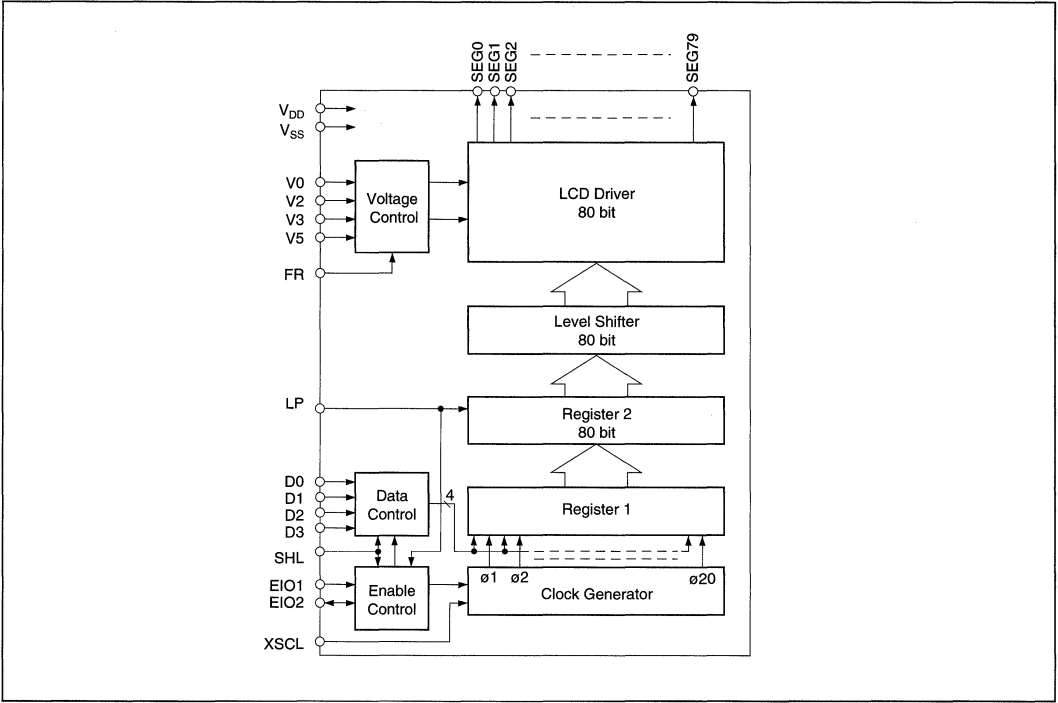 SEG0
SEG1
SEG2
SEG79
VDD
VSS
V0
V2
V3
V5
FR
Voltage
Control
LCD Driver
80 bit
Level Shifter
80 bit
LP
Register 2
80 bit
D0
D1
D2
D3
Data
Control
4
Register 1
SHL
EIO1
EIO2
Enable
Control
ø1
ø2
ø20
Clock Generator
XSCL